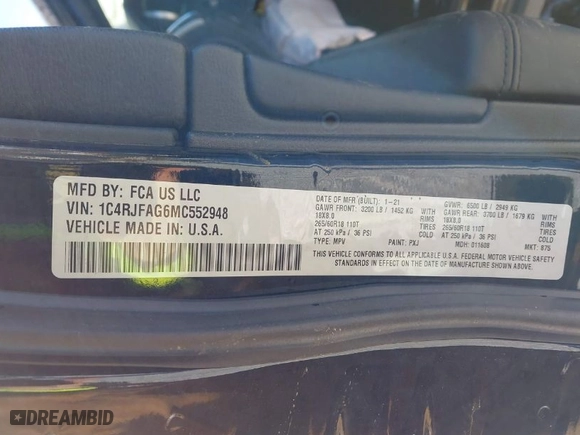 MFD BY: FCA US LLC
VIN: 1C4RJFAG6MC552948
VEHICLE MADE IN: U.S.A.
DATE OF MFR (BUILT): 1-21 GVWR: 6500 LB / 2949 KG
GAWR FRONT: 3200 LB / 1452 KG WITH GAWR REAR: 3700 LB / 1679 KG WITH
18X8.0 RIMS 18X8.0 RIMS
265/60R18 110T TIRES 265/60R18 110T TIRES
AT 250 kPa / 36 PSI COLD AT 250 kPa / 36 PSI COLD
TYPE: MPV PAINT: PXJ MDH: 011608 MKT: 875
THIS VEHICLE CONFORMS TO ALL APPLICABLE U.S.A. FEDERAL MOTOR VEHICLE SAFETY
STANDARDS IN EFFECT ON THE DATE OF MANUFACTURE SHOWN ABOVE.
DREAMBID